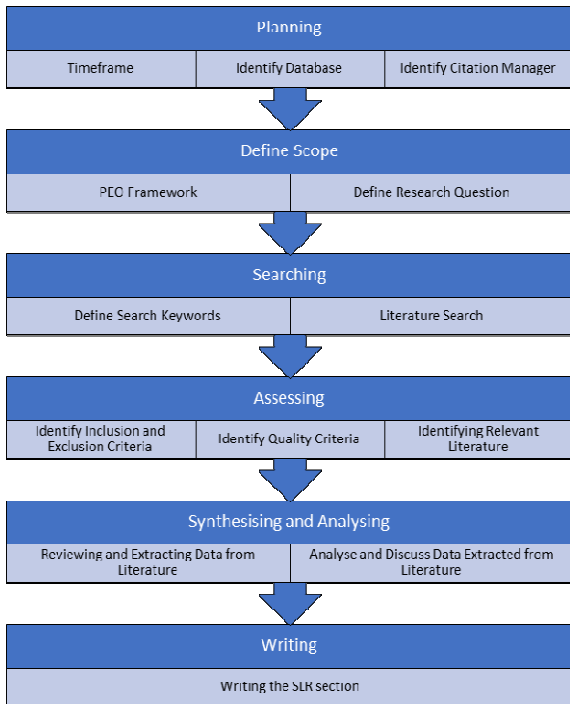 Planning
Timeframe
Identify Database
Identify Citation Manager
Define Scope
PEO Framework
Define Research Question
Searching
Define Search Keywords
Literature Search
Assessing
Identify Inclusion and
Exclusion Criteria
Identify Quality Criteria
Identifying Relevant
Literature
Synthesising and Analysing
Reviewing and Extracting Data from
Literature
Analyse and Discuss Data Extracted from
Literature
Writing
Writing the SLR section